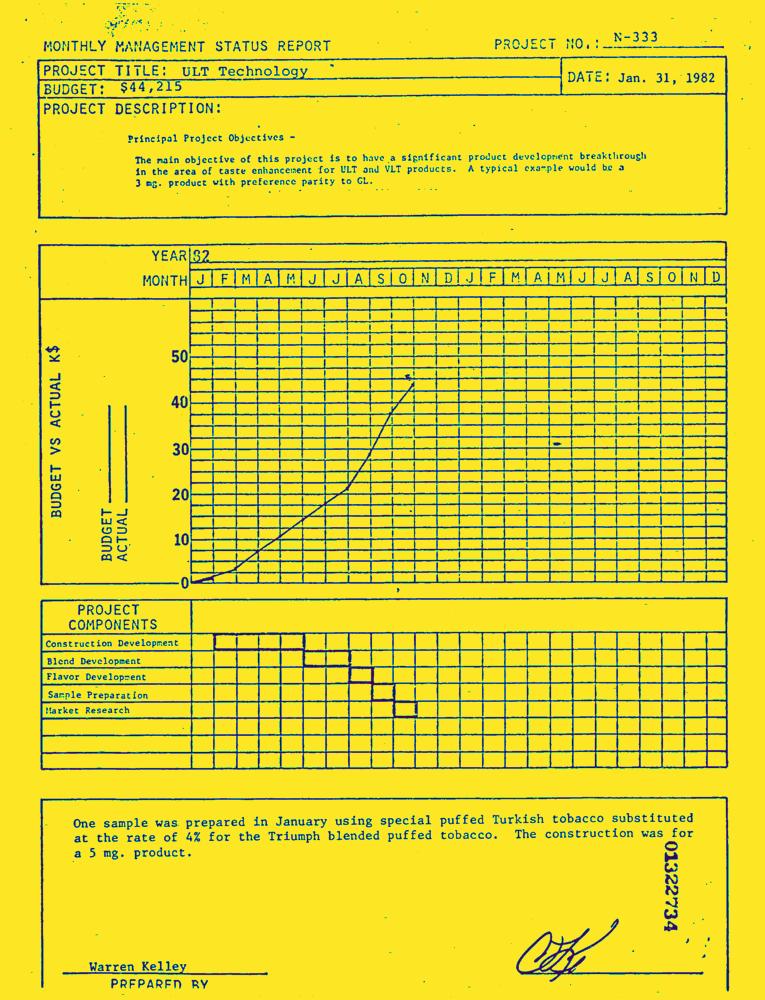 MONTHLY MANAGEMENT STATUS REPORT
PROJECT NO.: N-333
PROJECT TITLE: ULT Technology
BUDGET: $44,215
DATE: Jan. 31, 1982
PROJECT DESCRIPTION:
Principal Project Objectives -
The main objective of this project is to have a significant product development breakthrough
in the area of taste enhancement for ULT and VLT products. A typical example would be a
3 mg. product with preference parity to GL.
YEAR 82
MONTH J F M A M J J A S O N D J F M A M J J A S O N D
BUDGET VS ACTUAL K$
BUDGET
ACTUAL
50
40
30
20
10
0
PROJECT
COMPONENTS
Construction Development
Blend Development
Flavor Development
Sample Preparation
Market Research
One sample was prepared in January using special puffed Turkish tobacco substituted
at the rate of 4% for the Triumph blended puffed tobacco. The construction was for
a 5 mg. product.
01322734
Warren Kelley
PREPARED BY